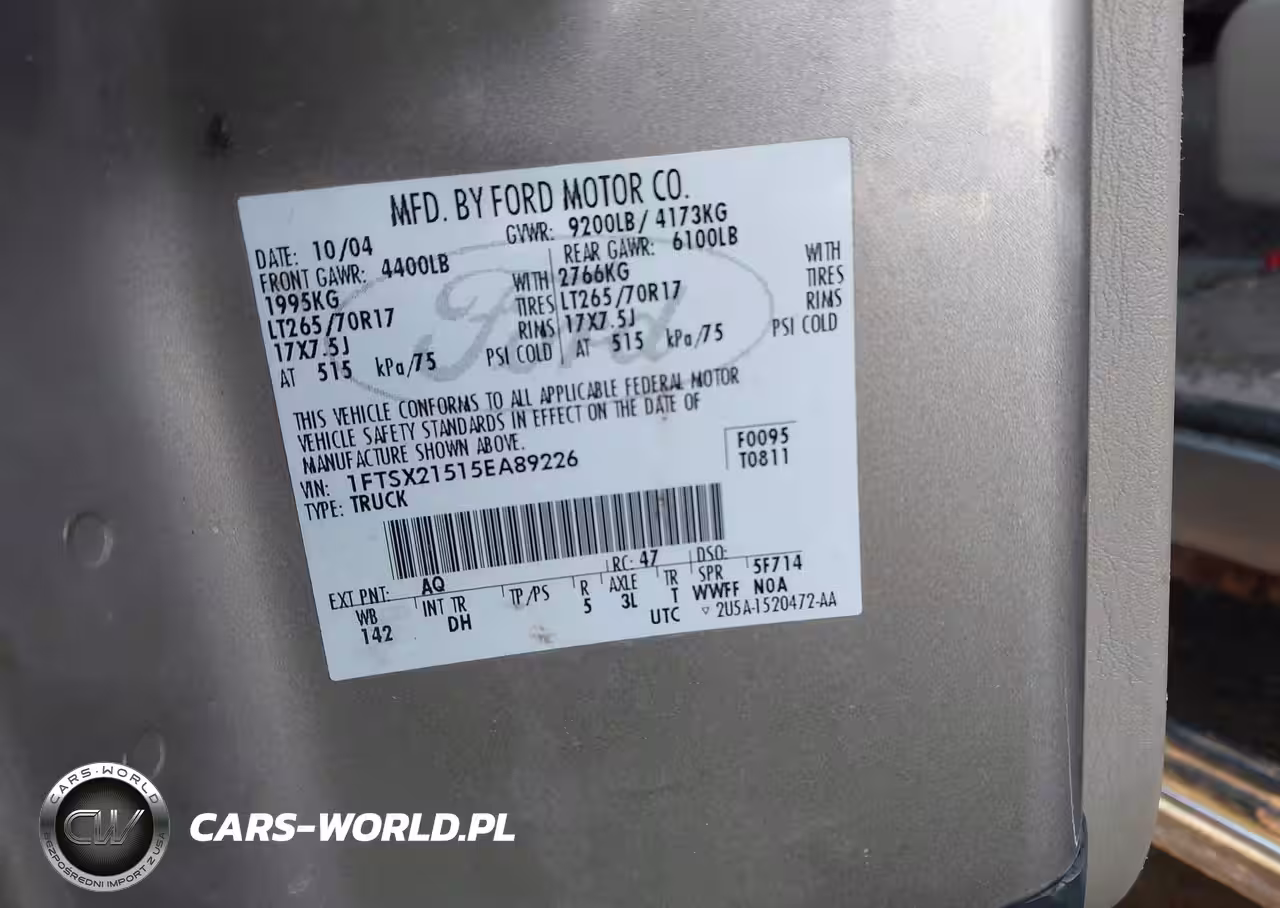 MFD. BY FORD MOTOR CO.
DATE: 10/04 GVWR: 9200LB/ 4173KG
FRONT GAWR: 4400LB REAR GAWR: 6100LB
1995KG WITH 2766KG WITH
LT265/70R17 TIRES LT265/70R17 TIRES
17X7.5J RIMS 17X7.5J RIMS
AT 515 kPa/75 PSI COLD AT 515 kPa/75 PSI COLD
Ford
THIS VEHICLE CONFORMS TO ALL APPLICABLE FEDERAL MOTOR
VEHICLE SAFETY STANDARDS IN EFFECT ON THE DATE OF
MANUFACTURE SHOWN ABOVE.
F0095
VIN: 1FTSX21515EA89226
T0811
TYPE: TRUCK
EXT PNT: AQ RC: 47 DSO:
WB INT TR TP/PS R AXLE TR SPR 5F714
142 DH 5 3L T WWFF N0A
UTC ▽ 2U5A-1520472-AA
CARS-WORLD
CW
BEZPOŚREDNI IMPORT Z USA
CARS-WORLD.PL